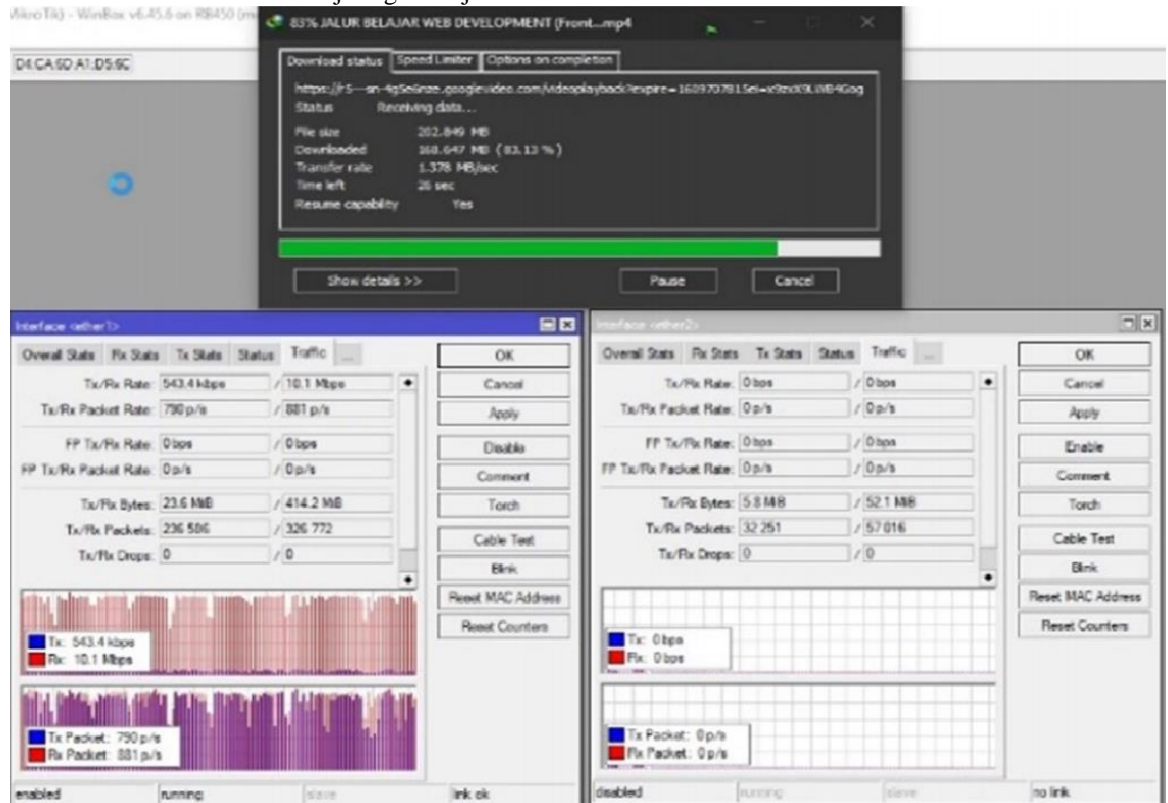 MikroTik) - WinBox v6.45.6 on RB450 (mi
D4:CA:6D:A1:D5:6C
83% JALUR BELAJAR WEB DEVELOPMENT (Front...mp4
Download status Speed Limiter Options on completion
Status Receiving data...
File size 202.849 MB
Downloaded 168.647 MB ( 83.13 % )
Transfer rate 1.378 MB/sec
Time left 26 sec
Resume capability Yes
Show details >> Pause Cancel
Interface <ether1>
Overall Stats Rx Stats Tx Stats Status Traffic ...
OK
Tx/Rx Rate: 543.4 kbps / 10.1 Mbps
Cancel
Tx/Rx Packet Rate: 790 p/s / 881 p/s
Apply
FP Tx/Rx Rate: 0 bps / 0 bps
Disable
FP Tx/Rx Packet Rate: 0 p/s / 0 p/s
Comment
Tx/Rx Bytes: 23.6 MiB / 414.2 MiB
Torch
Tx/Rx Packets: 236 586 / 326 772
Cable Test
Tx/Rx Drops: 0 / 0
Blink
Reset MAC Address
Reset Counters
Tx: 543.4 kbps
Rx: 10.1 Mbps
Tx Packet: 790 p/s
Rx Packet: 881 p/s
enabled running slave link ok
Interface <ether2>
Overall Stats Rx Stats Tx Stats Status Traffic ...
OK
Tx/Rx Rate: 0 bps / 0 bps
Cancel
Tx/Rx Packet Rate: 0 p/s / 0 p/s
Apply
FP Tx/Rx Rate: 0 bps / 0 bps
Enable
FP Tx/Rx Packet Rate: 0 p/s / 0 p/s
Comment
Tx/Rx Bytes: 5.8 MiB / 52.1 MiB
Torch
Tx/Rx Packets: 32 251 / 57 016
Cable Test
Tx/Rx Drops: 0 / 0
Blink
Reset MAC Address
Reset Counters
Tx: 0 bps
Rx: 0 bps
Tx Packet: 0 p/s
Rx Packet: 0 p/s
disabled running slave no link